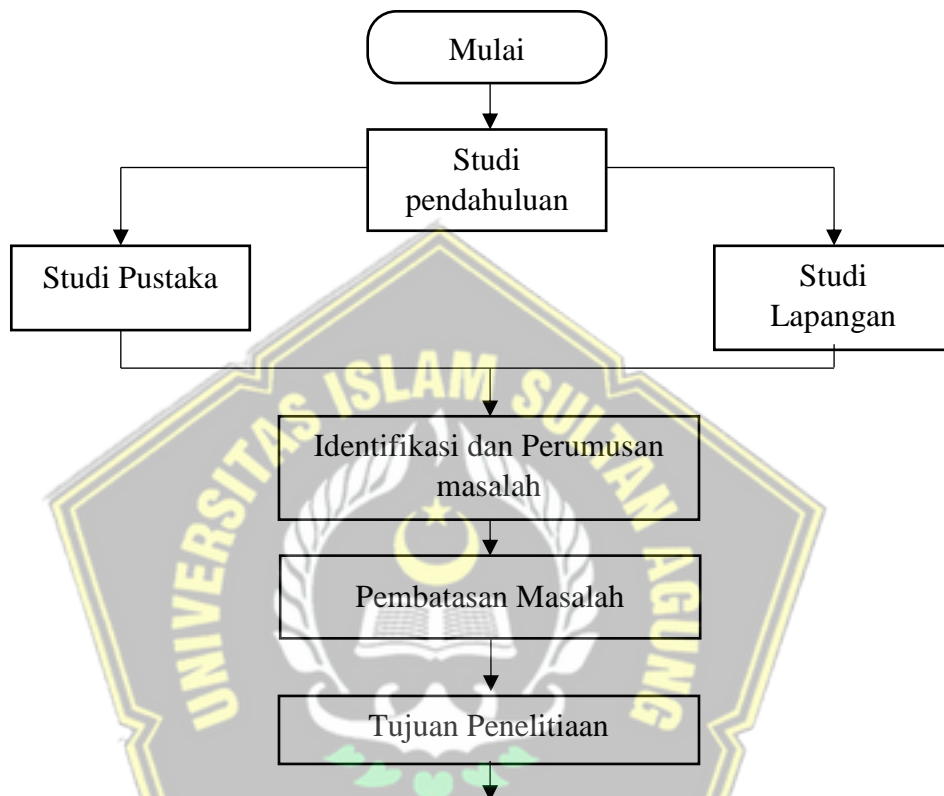 Mulai
Studi
pendahuluan
Studi Pustaka
Studi
Lapangan
Identifikasi dan Perumusan
masalah
Pembatasan Masalah
Tujuan Penelitiaan
UNIVERSITAS ISLAM SULTAN AGUNG